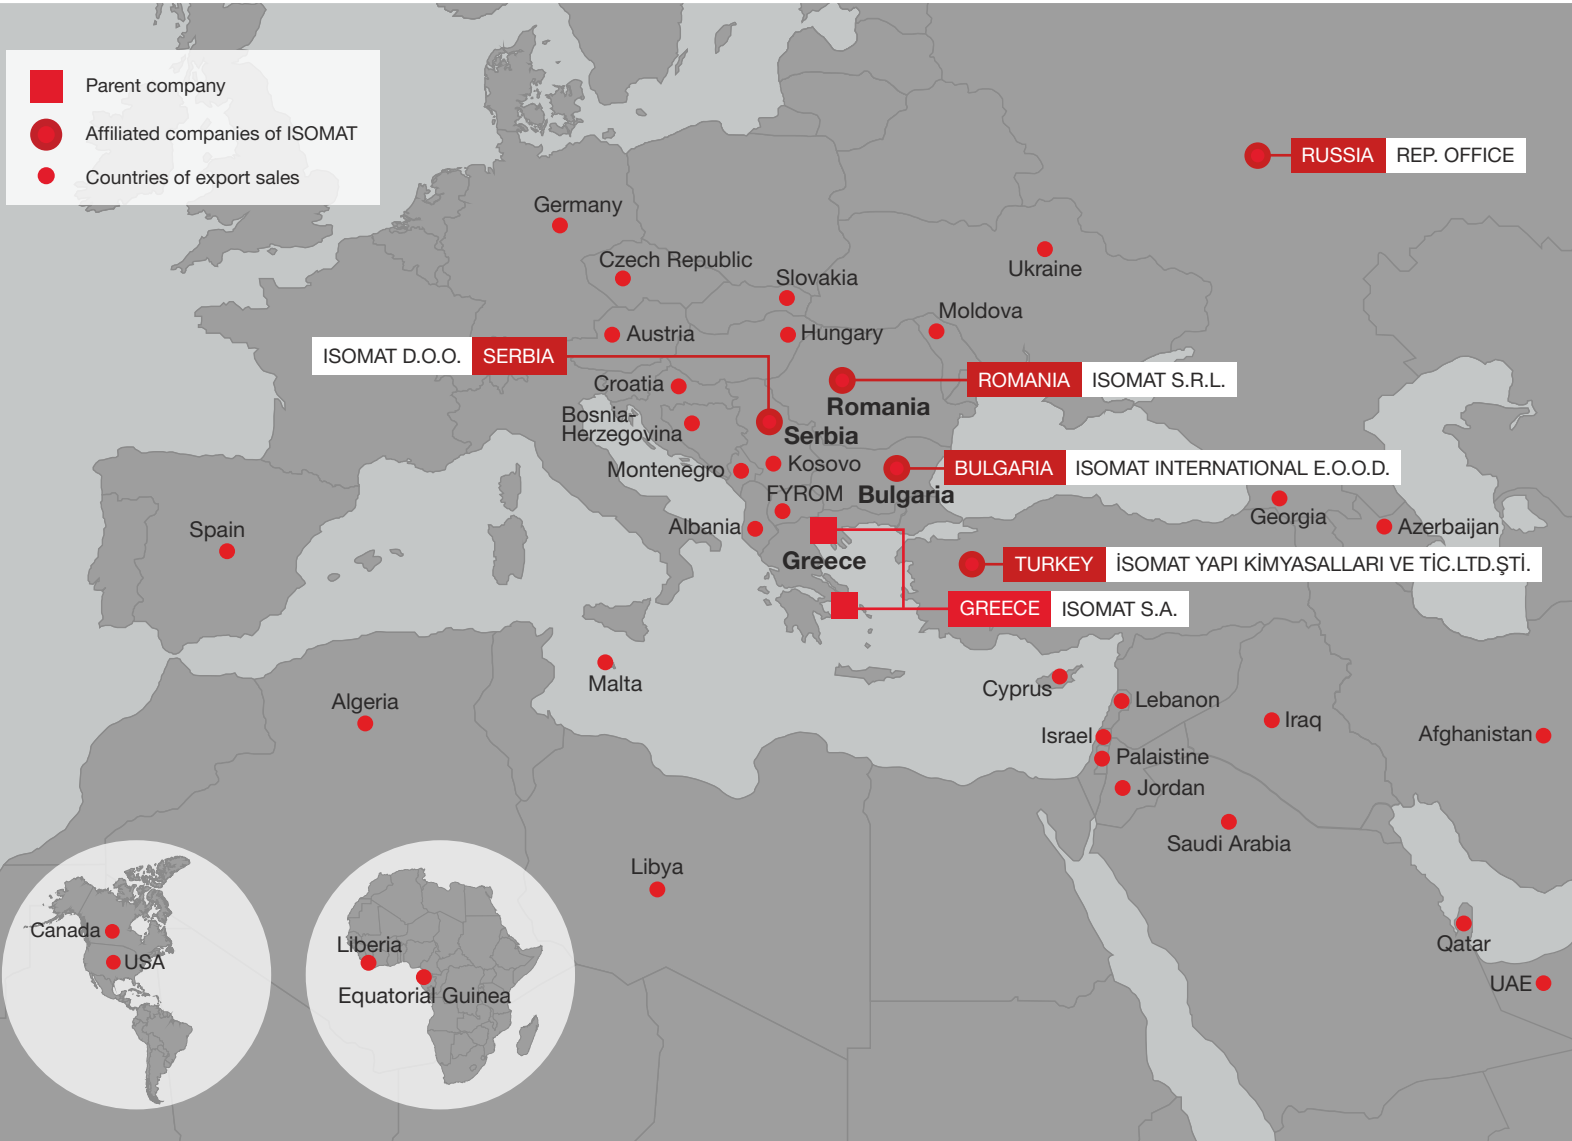 Parent company
Affiliated companies of ISOMAT
Countries of export sales
RUSSIA REP. OFFICE
Germany
Czech Republic
Slovakia
Ukraine
Moldova
Austria
Hungary
ISOMAT D.O.O. SERBIA
Croatia
ROMANIA ISOMAT S.R.L.
Romania
Bosnia-
Herzegovina
Serbia
Montenegro
Kosovo
BULGARIA ISOMAT INTERNATIONAL E.O.O.D.
FYROM
Bulgaria
Albania
Georgia
Azerbaijan
Spain
Greece
TURKEY İSOMAT YAPI KİMYASALLARI VE TİC.LTD.ŞTİ.
GREECE ISOMAT S.A.
Malta
Cyprus
Lebanon
Algeria
Iraq
Israel
Afghanistan
Palaistine
Jordan
Saudi Arabia
Libya
Canada
USA
Liberia
Equatorial Guinea
Qatar
UAE